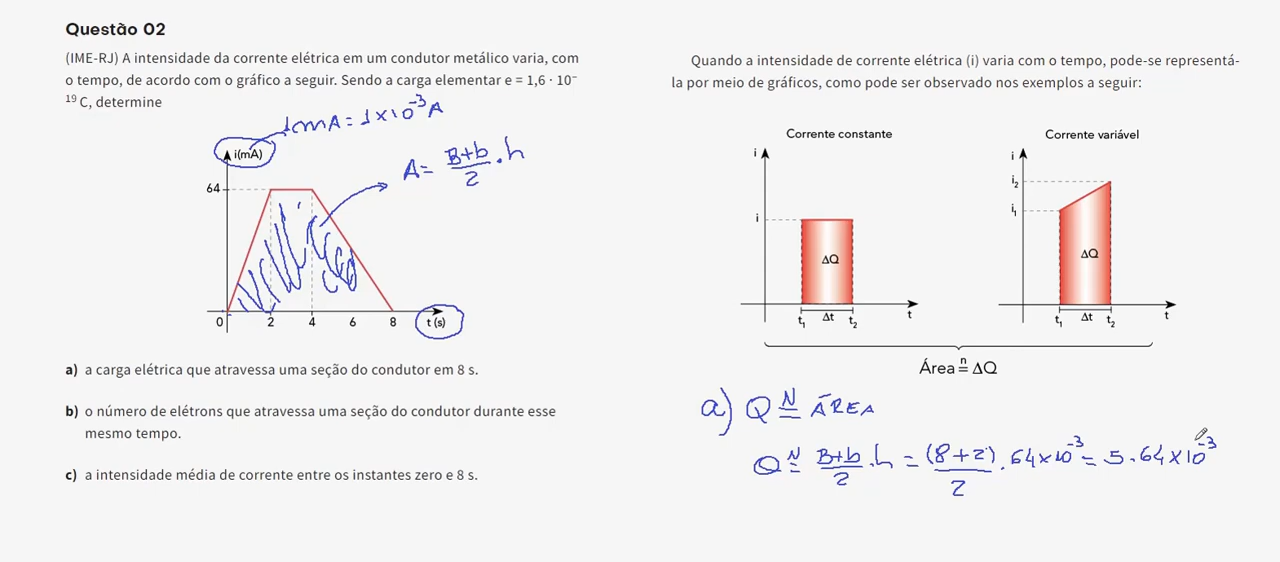 Questão 02
(IME-RJ) A intensidade da corrente elétrica em um condutor metálico varia, com
o tempo, de acordo com o gráfico a seguir. Sendo a carga elementar e = 1,6 · 10⁻
¹⁹ C, determine
1mA = 1 × 10⁻³ A
i(mA)
A = B+b/2 . h
64
0 2 4 6 8 t (s)
a) a carga elétrica que atravessa uma seção do condutor em 8 s.
b) o número de elétrons que atravessa uma seção do condutor durante esse
mesmo tempo.
c) a intensidade média de corrente entre os instantes zero e 8 s.
Quando a intensidade de corrente elétrica (i) varia com o tempo, pode-se representá-
la por meio de gráficos, como pode ser observado nos exemplos a seguir:
Corrente constante
i
i
ΔQ
t₁ Δt t₂ t
Corrente variável
i
i₂
i₁
ΔQ
t₁ Δt t₂ t
Área n= ΔQ
a) Q N= ÁREA
Q N= B+b/2 . h = (8+2)/2 . 64×10⁻³ = 5.64×10⁻³